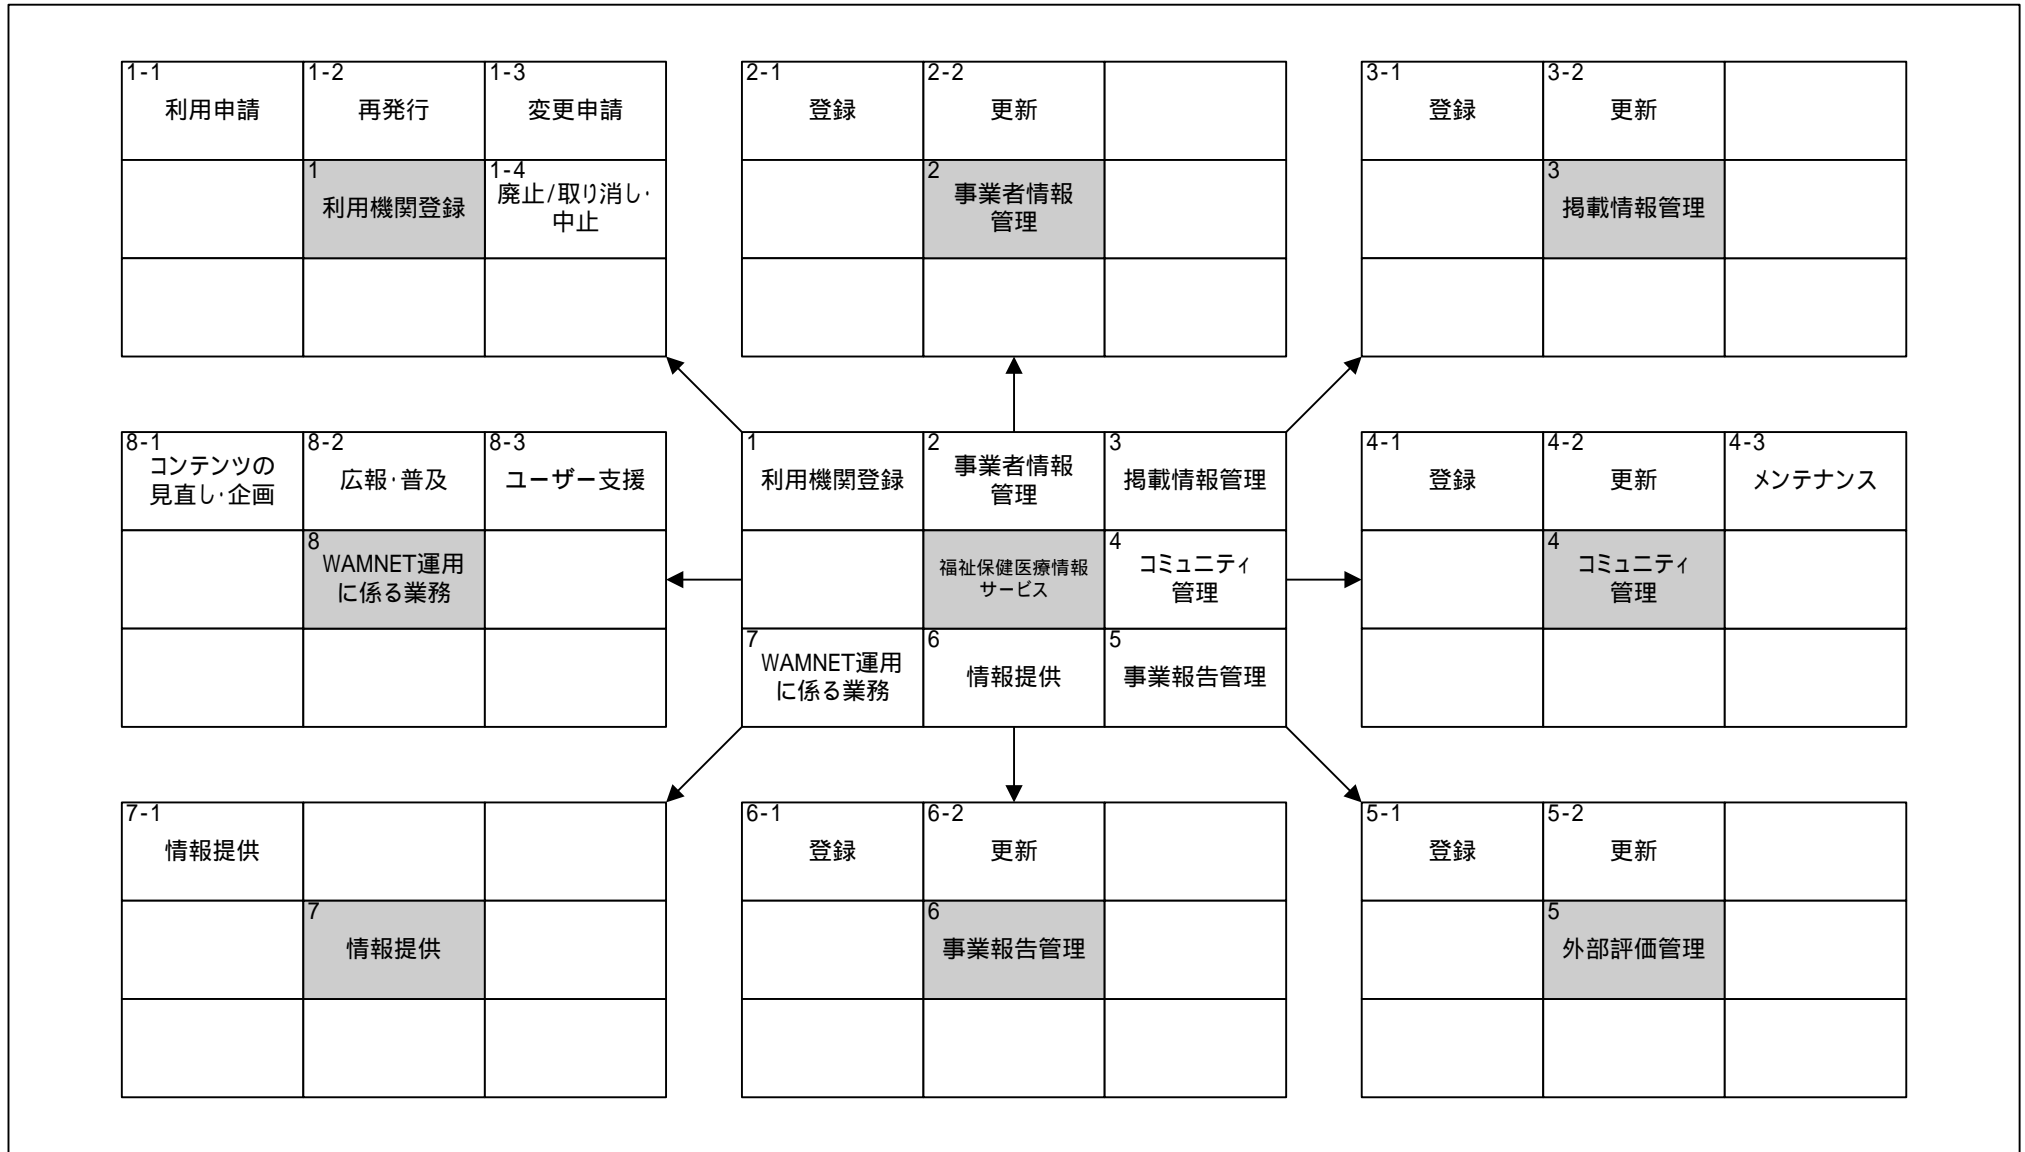 1-1
利用申請
1-2
再発行
1-3
変更申請
1
利用機関登録
1-4
廃止/取り消し・
中止
2-1
登録
2-2
更新
2
事業者情報
管理
3-1
登録
3-2
更新
3
掲載情報管理
8-1
コンテンツの
見直し・企画
8-2
広報・普及
8-3
ユーザー支援
8
WAMNET運用
に係る業務
1
利用機関登録
2
事業者情報
管理
3
掲載情報管理
福祉保健医療情報
サービス
4
コミュニティ
管理
7
WAMNET運用
に係る業務
6
情報提供
5
事業報告管理
4-1
登録
4-2
更新
4-3
メンテナンス
4
コミュニティ
管理
7-1
情報提供
7
情報提供
6-1
登録
6-2
更新
6
事業報告管理
5-1
登録
5-2
更新
5
外部評価管理